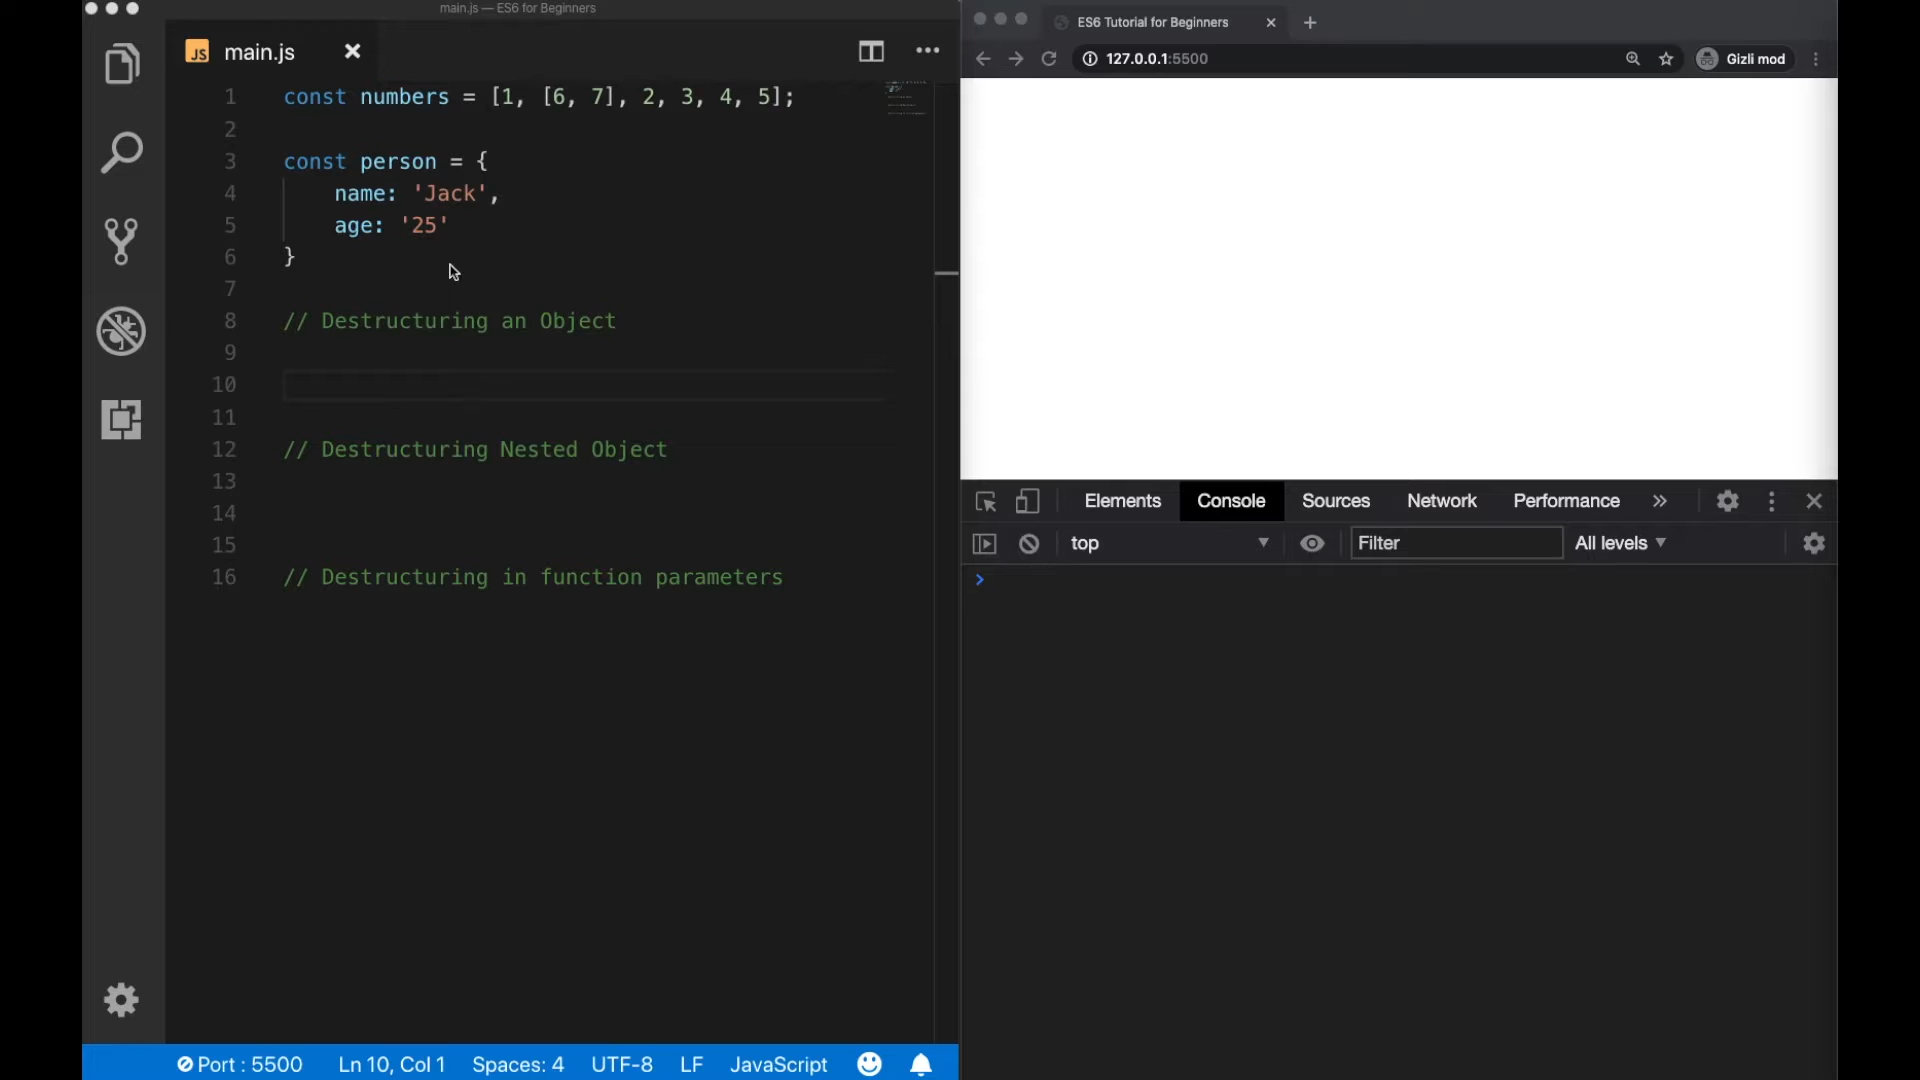 main.js — ES6 for Beginners
JS main.js
1 const numbers = [1, [6, 7], 2, 3, 4, 5];
2
3 const person = {
4 name: 'Jack',
5 age: '25'
6 }
7
8 // Destructuring an Object
9
10
11
12 // Destructuring Nested Object
13
14
15
16 // Destructuring in function parameters
Port : 5500 Ln 10, Col 1 Spaces: 4 UTF-8 LF JavaScript
ES6 Tutorial for Beginners
127.0.0.1:5500 Gizli mod
Elements Console Sources Network Performance
top Filter All levels